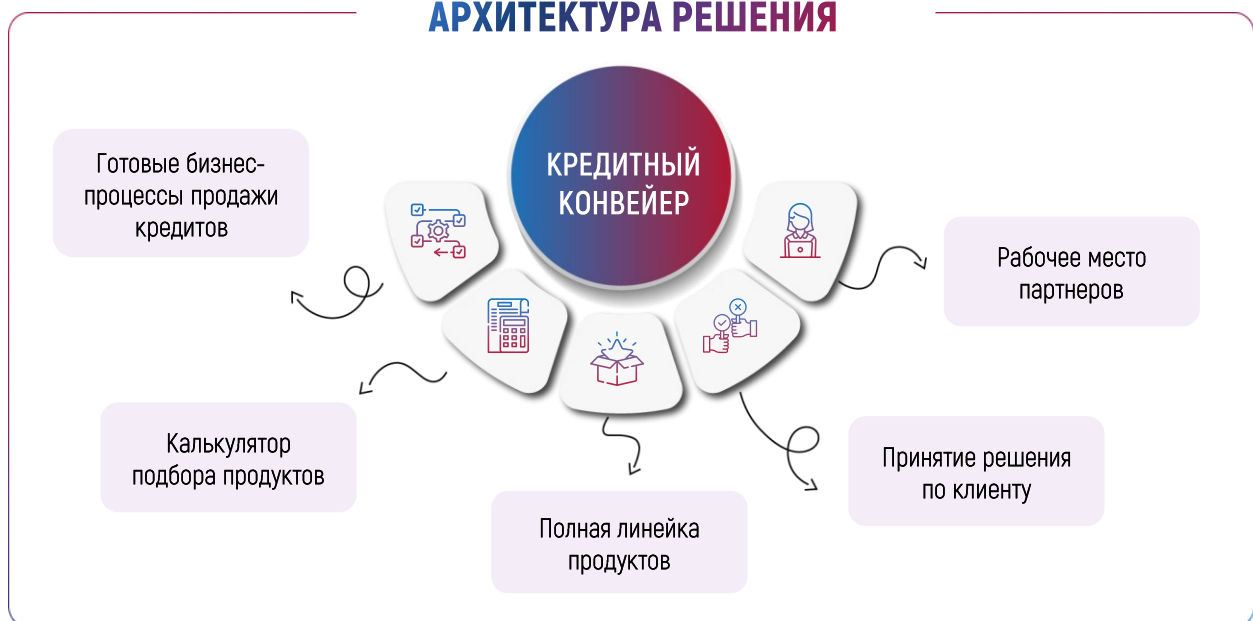 АРХИТЕКТУРА РЕШЕНИЯ
КРЕДИТНЫЙ
КОНВЕЙЕР
Готовые бизнес-
процессы продажи
кредитов
Калькулятор
подбора продуктов
Полная линейка
продуктов
Принятие решения
по клиенту
Рабочее место
партнеров